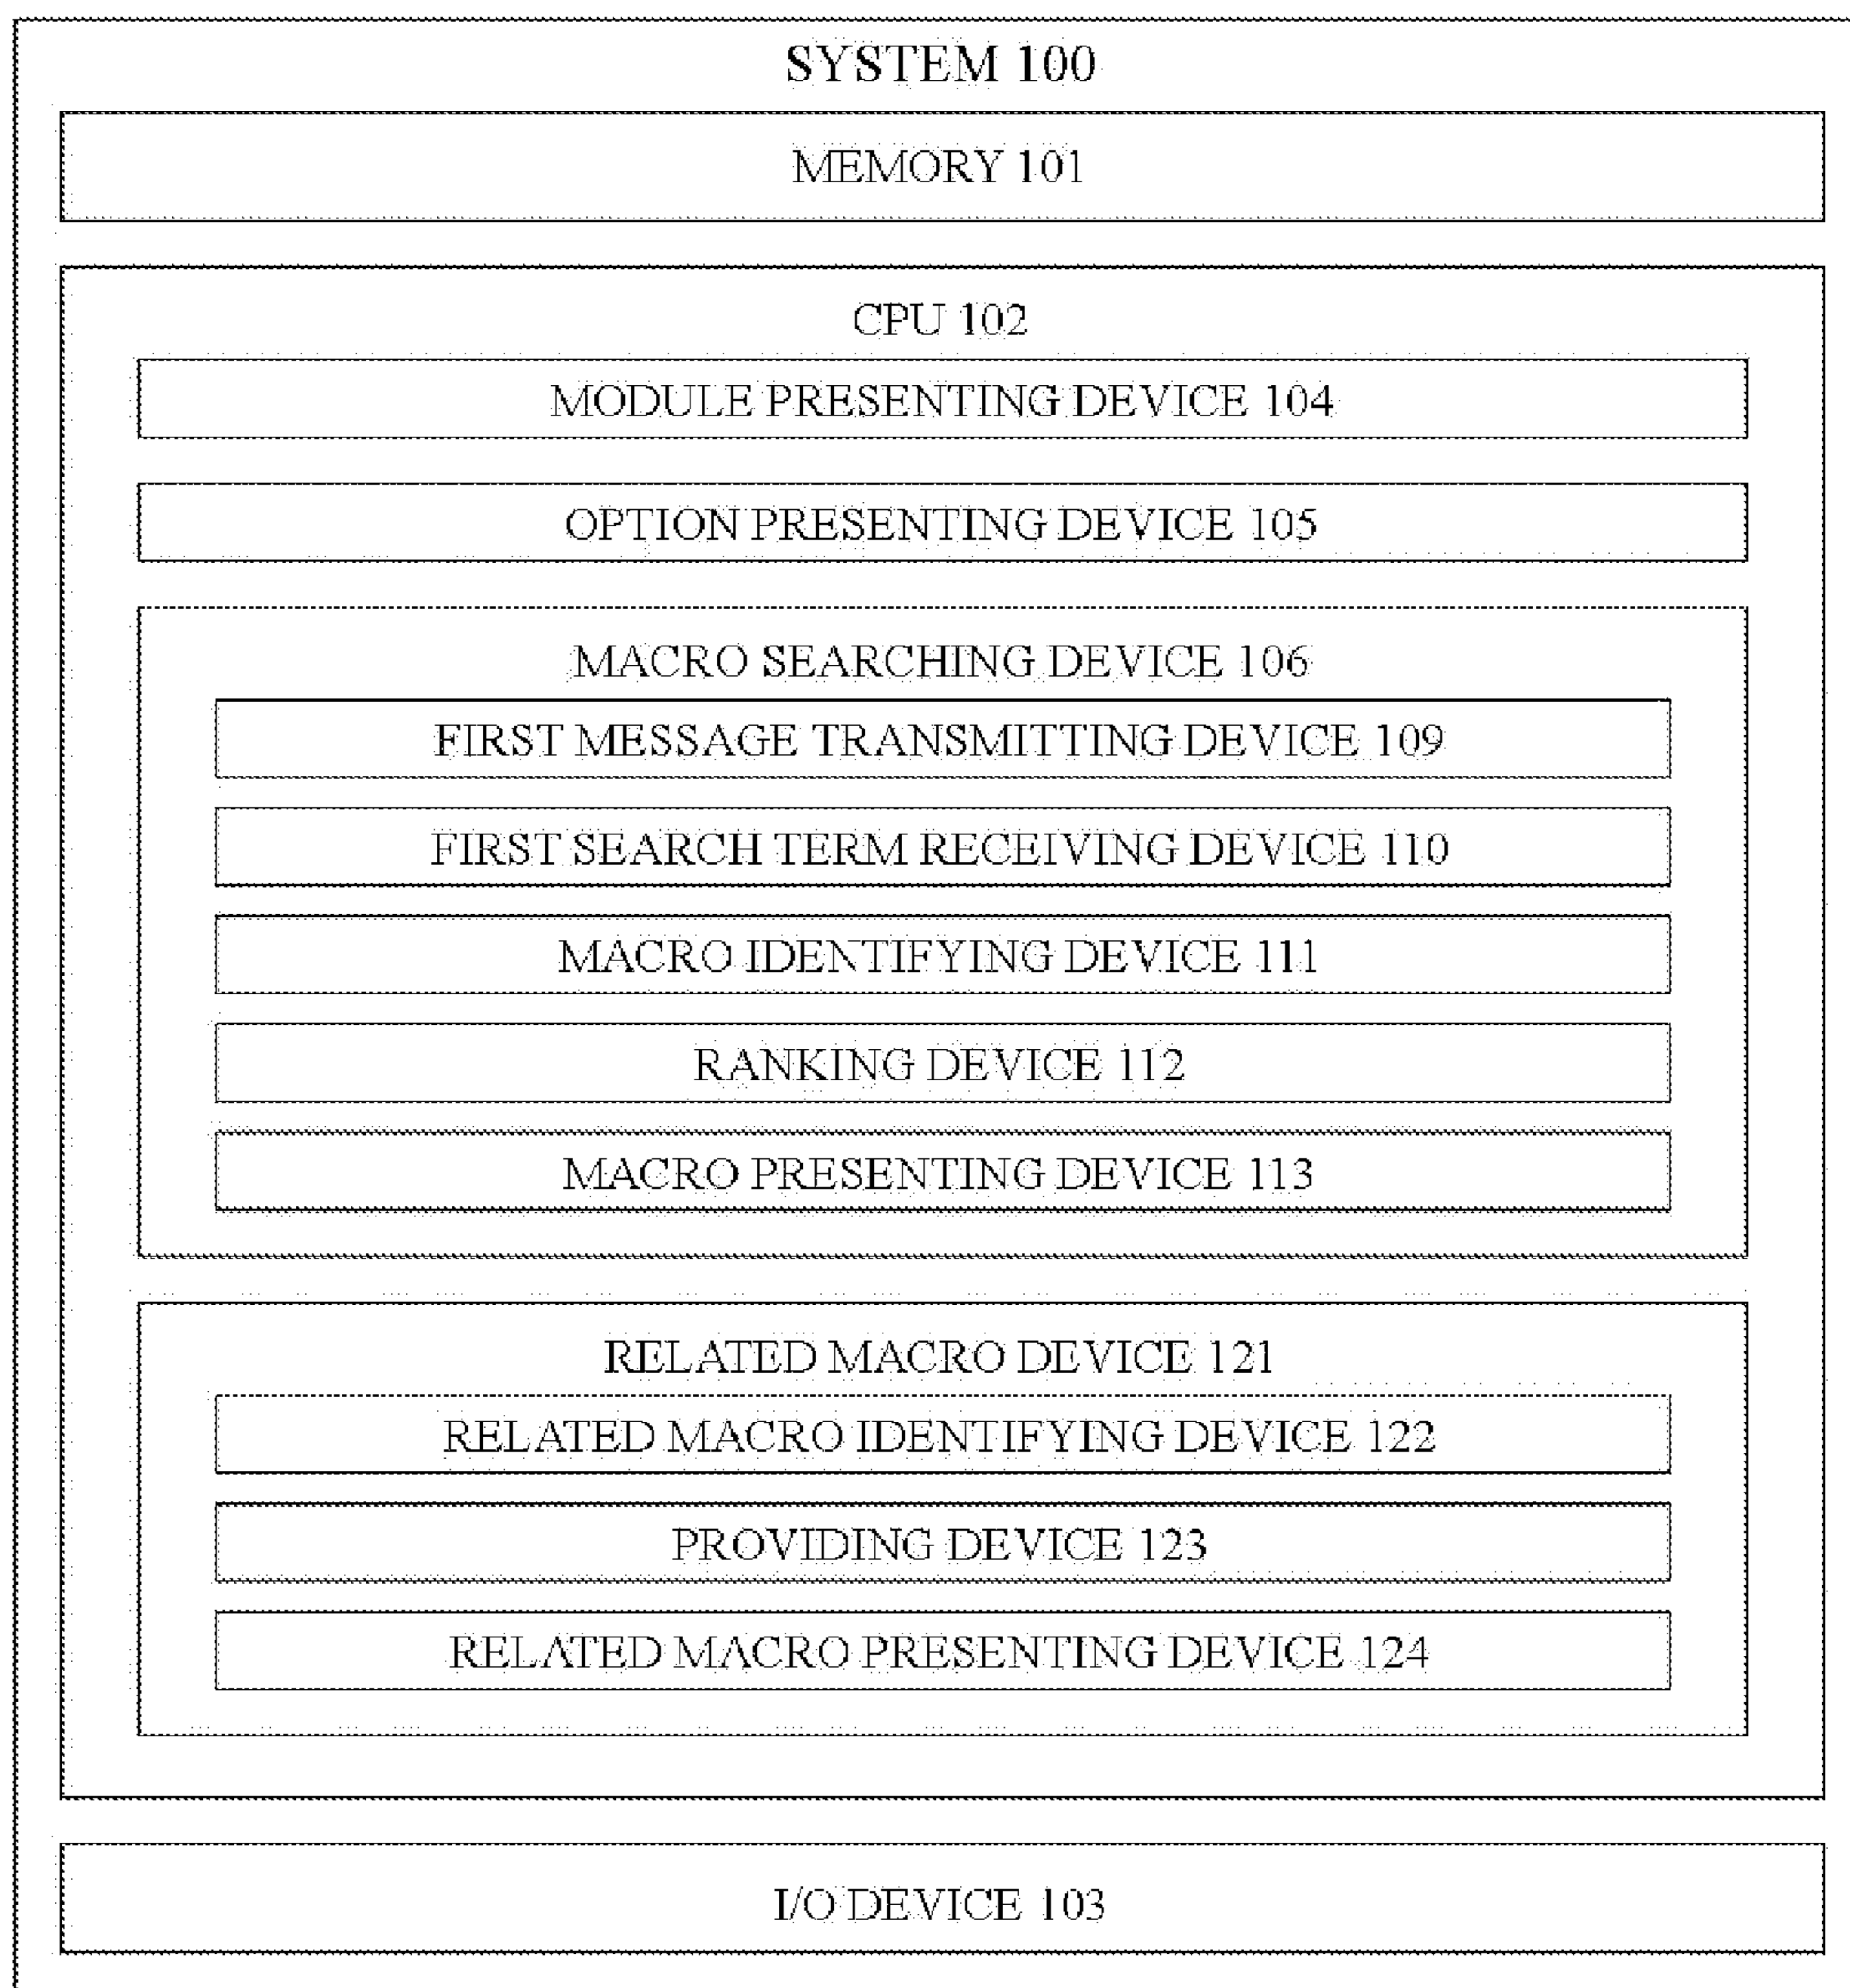 SYSTEM 100
MEMORY 101
CPU 102
MODULE PRESENTING DEVICE 104
OPTION PRESENTING DEVICE 105
MACRO SEARCHING DEVICE 106
FIRST MESSAGE TRANSMITTING DEVICE 109
FIRST SEARCH TERM RECEIVING DEVICE 110
MACRO IDENTIFYING DEVICE 111
RANKING DEVICE 112
MACRO PRESENTING DEVICE 113
RELATED MACRO DEVICE 121
RELATED MACRO IDENTIFYING DEVICE 122
PROVIDING DEVICE 123
RELATED MACRO PRESENTING DEVICE 124
I/O DEVICE 103